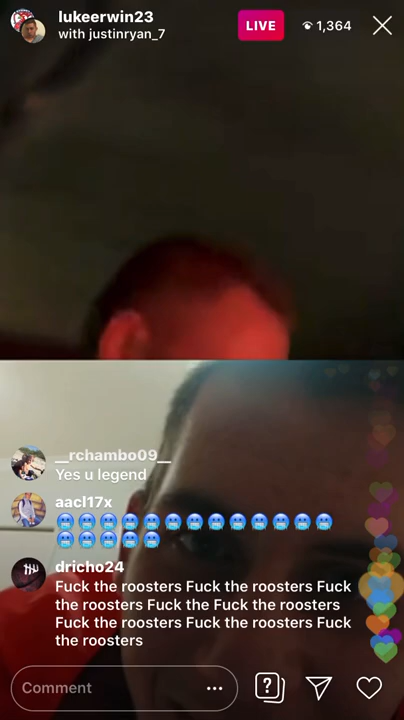 lukeerwin23
with justinryan_7
LIVE
1,364
__rchambo09__
Yes u legend
aacl17x
🥶🥶🥶🥶🥶🥶🥶🥶🥶🥶🥶🥶🥶
🥶🥶🥶🥶🥶
dricho24
Fuck the roosters Fuck the roosters Fuck
the roosters Fuck the Fuck the roosters
Fuck the roosters Fuck the roosters Fuck
the roosters
Comment